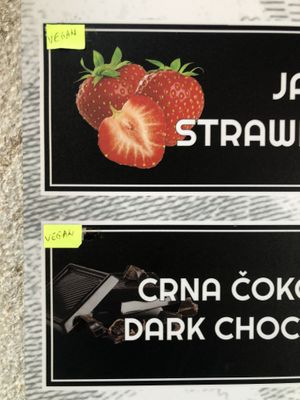 VEGAN
JA
STRAW
VEGAN
CRNA ČOKO
DARK CHOC